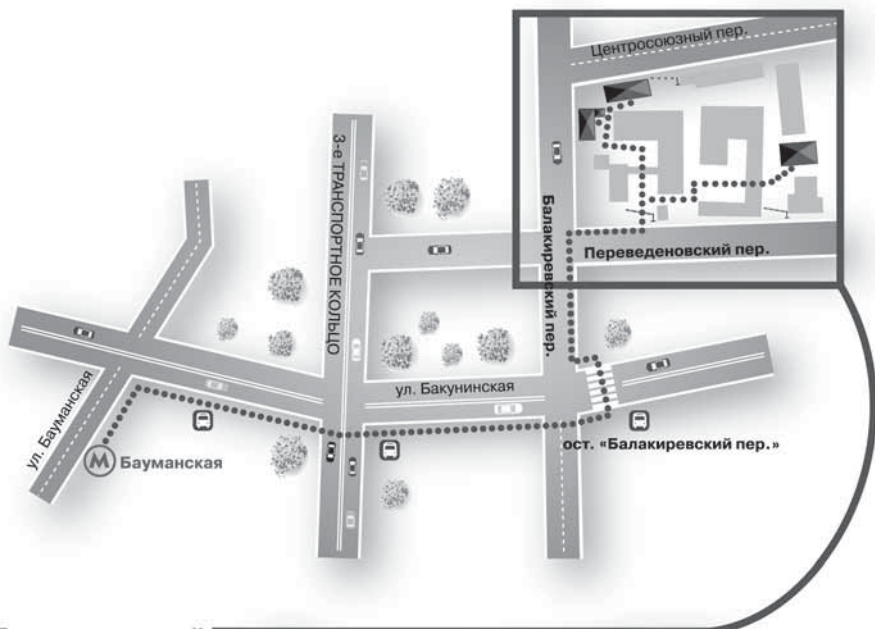 Центросоюзный пер.
3-е ТРАНСПОРТНОЕ КОЛЬЦО
Балакиревский пер.
Переведеновский пер.
ул. Бакунинская
ул. Бауманская
ост. «Балакиревский пер.»
М Бауманская